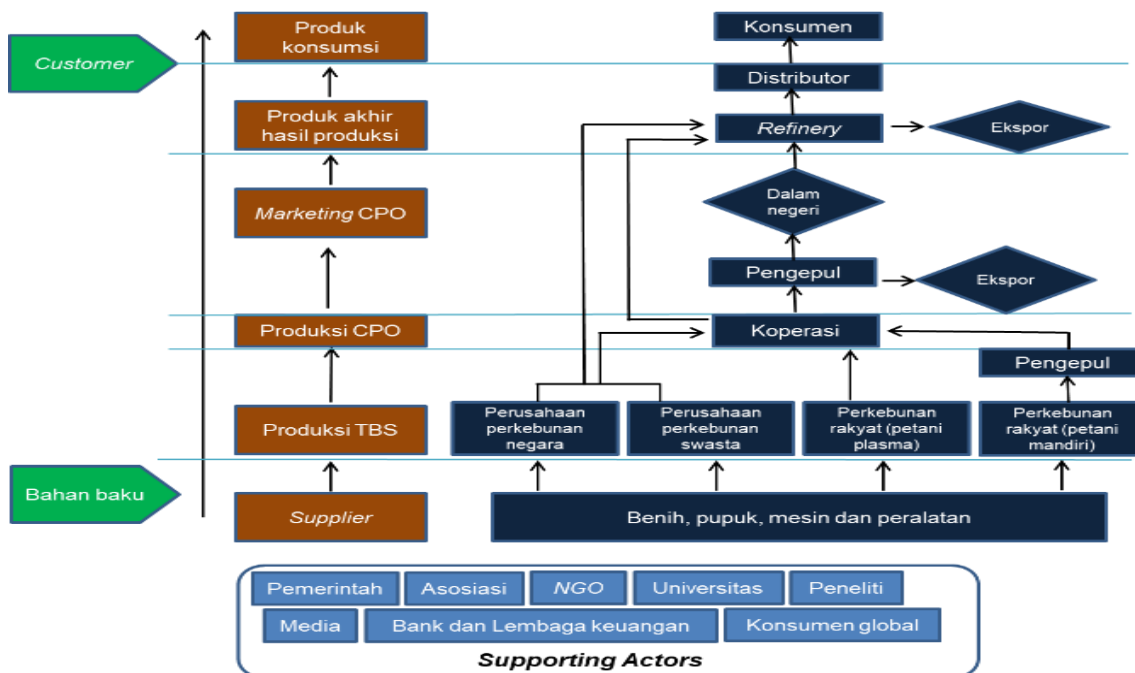 Produk
konsumsi
Konsumen
Customer
Distributor
Produk akhir
hasil produksi
Refinery
Ekspor
Marketing CPO
Dalam
negeri
Pengepul
Ekspor
Produksi CPO
Koperasi
Pengepul
Produksi TBS
Perusahaan
perkebunan
negara
Perusahaan
perkebunan
swasta
Perkebunan
rakyat (petani
plasma)
Perkebunan
rakyat (petani
mandiri)
Bahan baku
Supplier
Benih, pupuk, mesin dan peralatan
Pemerintah
Asosiasi
NGO
Universitas
Peneliti
Media
Bank dan Lembaga keuangan
Konsumen global
Supporting Actors